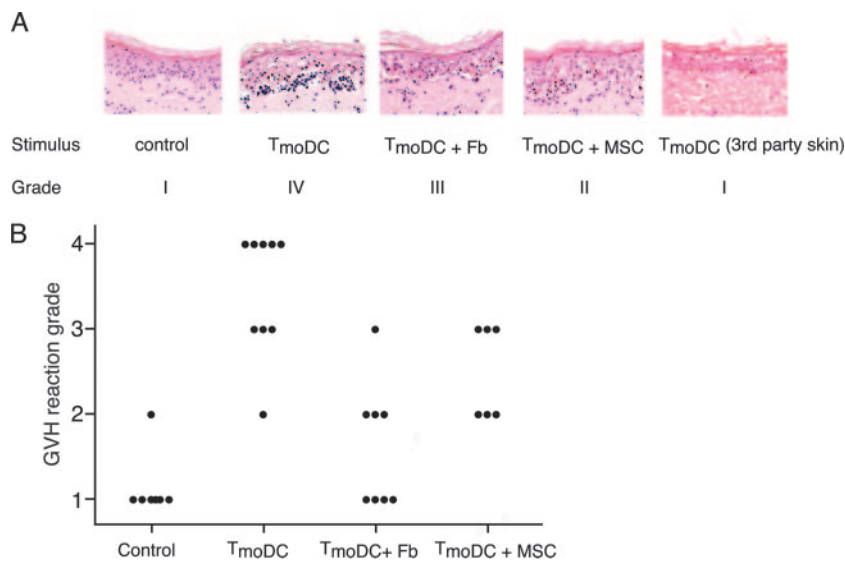 A
Stimulus control TmoDC TmoDC + Fb TmoDC + MSC TmoDC (3rd party skin)
Grade I IV III II I
B
GVH reaction grade
4
3
2
1
Control TmoDC TmoDC+ Fb TmoDC + MSC